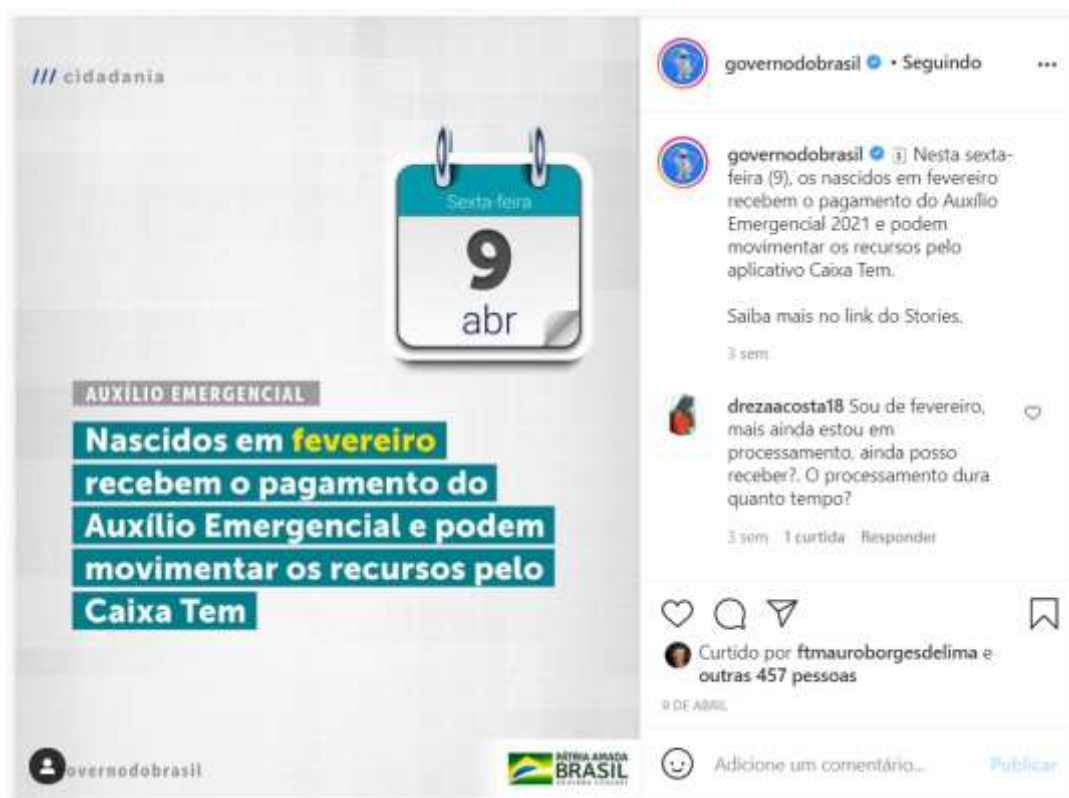 /// cidadania
Sexta-feira
9
abr
AUXÍLIO EMERGENCIAL
Nascidos em fevereiro
recebem o pagamento do
Auxílio Emergencial e podem
movimentar os recursos pelo
Caixa Tem
overnodobrasil
PÁTRIA AMADA
BRASIL
governodobrasil • Seguindo
governodobrasil Nesta sexta-
feira (9), os nascidos em fevereiro
recebem o pagamento do Auxílio
Emergencial 2021 e podem
movimentar os recursos pelo
aplicativo Caixa Tem.
Saiba mais no link do Stories.
3 sem
drezaacosta18 Sou de fevereiro,
mais ainda estou em
processamento, ainda posso
receber?. O processamento dura
quanto tempo?
3 sem 1 curtida Responder
Curtido por ftmauroborgesdelima e
outras 457 pessoas
9 DE ABRIL
Adicione um comentário... Publicar